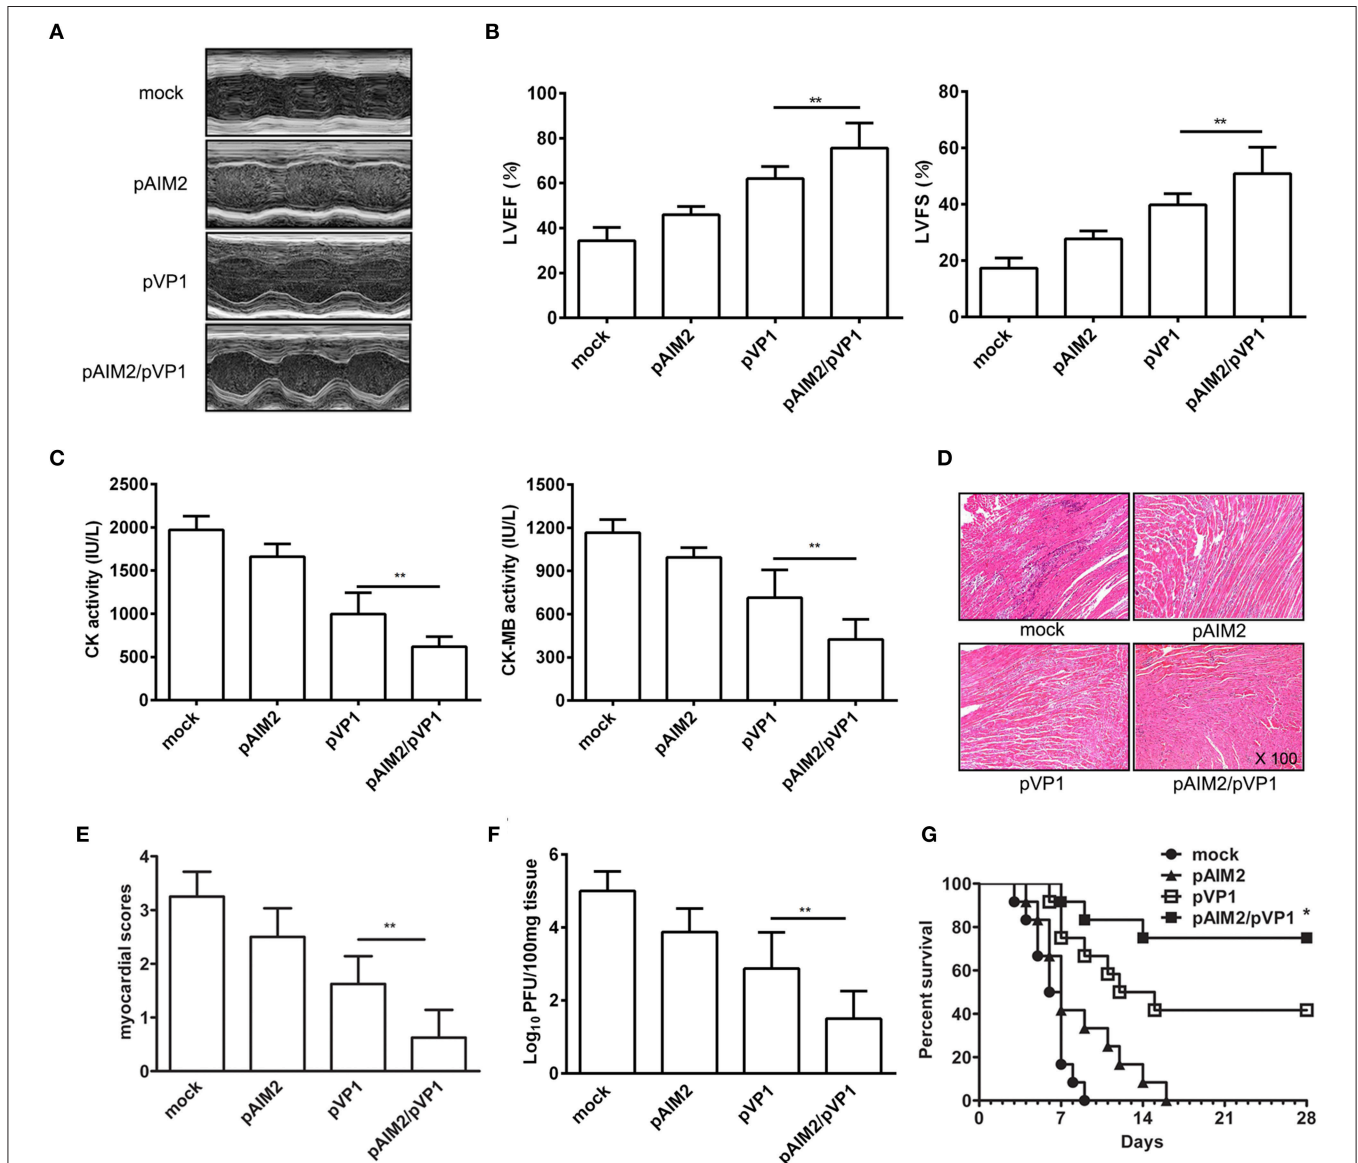 A
mock
pAIM2
pVP1
pAIM2/pVP1
B
LVEF (%)
100
80
60
40
20
0
**
mock
pAIM2
pVP1
pAIM2/pVP1
LVFS (%)
80
60
40
20
0
**
mock
pAIM2
pVP1
pAIM2/pVP1
C
CK activity (IU/L)
2500
2000
1500
1000
500
0
**
mock
pAIM2
pVP1
pAIM2/pVP1
CK-MB activity (IU/L)
1500
1200
900
600
300
0
**
mock
pAIM2
pVP1
pAIM2/pVP1
D
mock
pAIM2
pVP1
X 100
pAIM2/pVP1
E
myocardial scores
4
3
2
1
0
**
mock
pAIM2
pVP1
pAIM2/pVP1
F
Log10 PFU/100mg tissue
6
4
2
0
**
mock
pAIM2
pVP1
pAIM2/pVP1
G
mock
pAIM2
pVP1
pAIM2/pVP1 *
Percent survival
100
80
60
40
20
0
0 7 14 21 28
Days